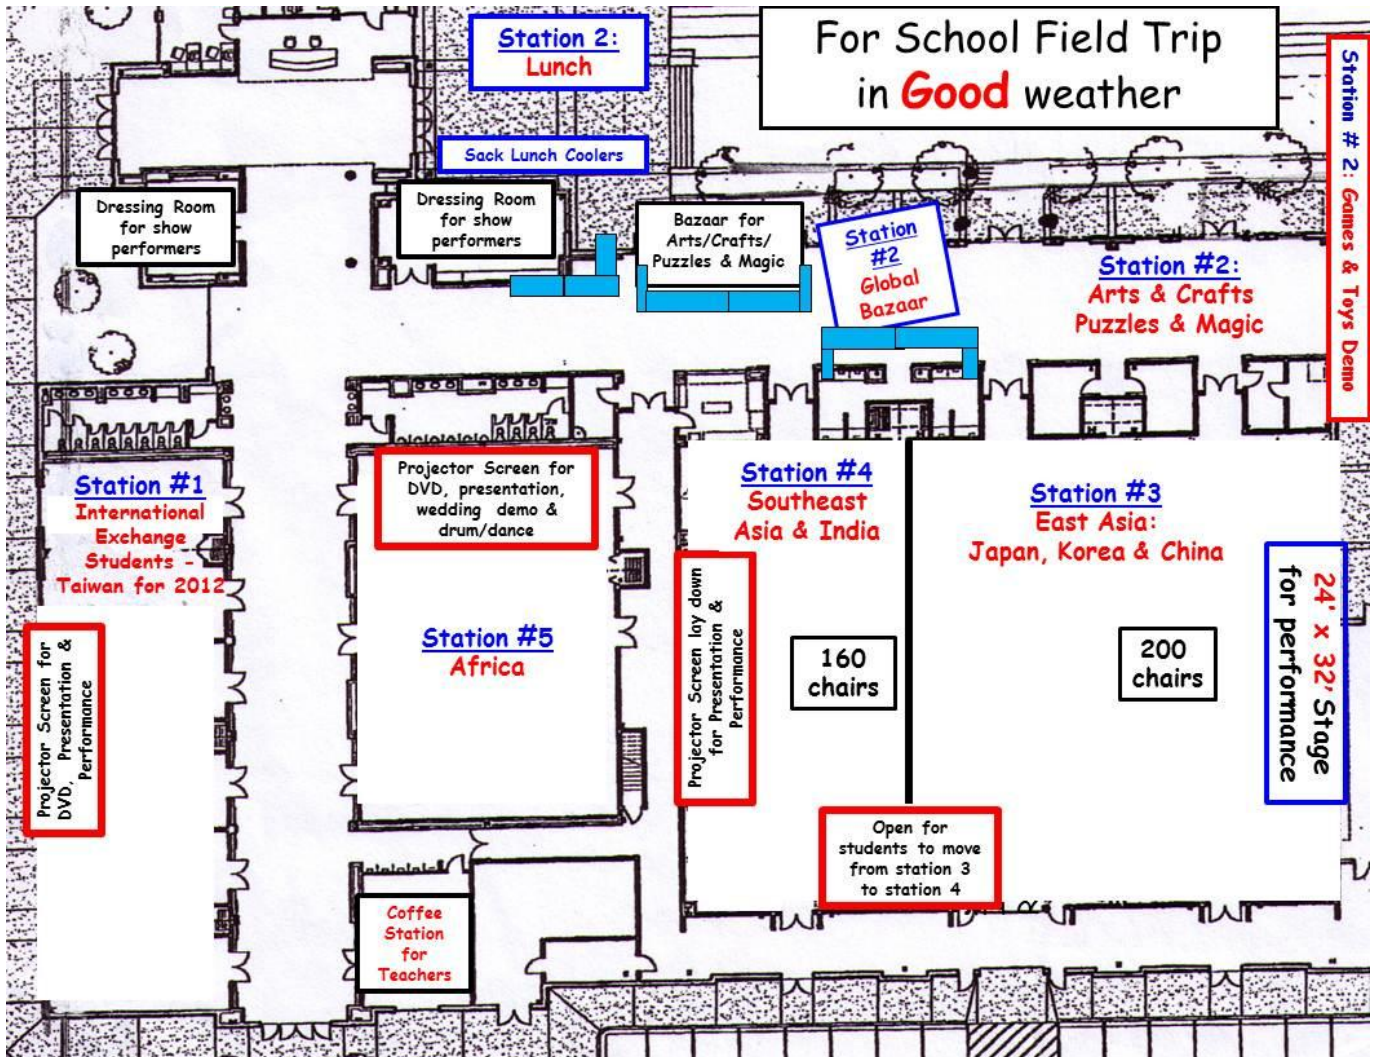 Station 2:
Lunch
For School Field Trip
in Good weather
Station # 2: Games & Toys Demo
Sack Lunch Coolers
Dressing Room
for show
performers
Dressing Room
for show
performers
Bazaar for
Arts/Crafts/
Puzzles & Magic
Station
#2
Global
Bazaar
Station #2:
Arts & Crafts
Puzzles & Magic
Station #1
International
Exchange
Students -
Taiwan for 2012
Projector Screen for
DVD, presentation,
wedding demo &
drum/dance
Station #4
Southeast
Asia & India
Station #3
East Asia:
Japan, Korea & China
Projector Screen for
DVD, Presentation &
Performance
Station #5
Africa
Projector Screen lay down
for Presentation &
Performance
160
chairs
200
chairs
24' x 32' Stage
for performance
Open for
students to move
from station 3
to station 4
Coffee
Station
for
Teachers